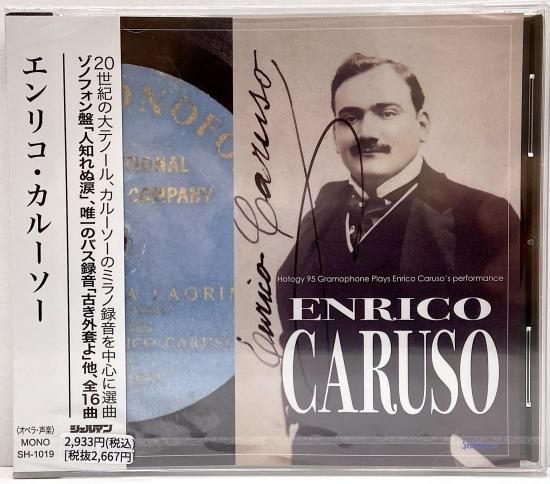 エンリコ・カルーソー
20世紀の大テノール、カルーソーのミラノ録音を中心に選曲
ゾノフォン盤「人知れぬ涙」、唯一のバス録音「古き外套よ」他、全16曲
〈オペラ・声楽〉
MONO
SH-1019
シェルマン
2,933円(税込)
[税抜2,667円]
ONOFO
TIONAL
COMPANY
LAGRIM
CO CARUSO
Enrico Caruso
Hotogy 95 Gramophone Plays Enrico Caruso's performance
ENRICO
CARUSO